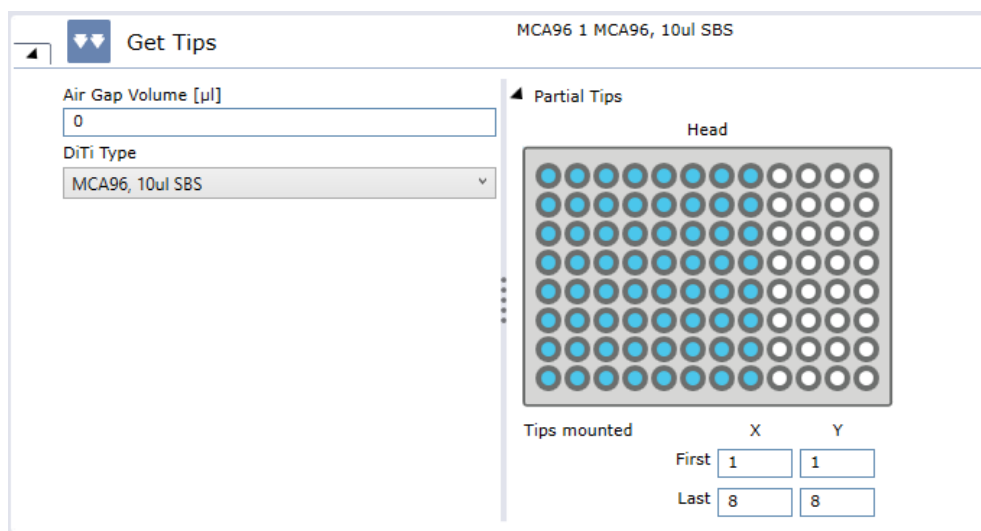 Get Tips
MCA96 1 MCA96, 10ul SBS
Air Gap Volume [µl]
0
DiTi Type
MCA96, 10ul SBS
Partial Tips
Head
Tips mounted X Y
First 1 1
Last 8 8